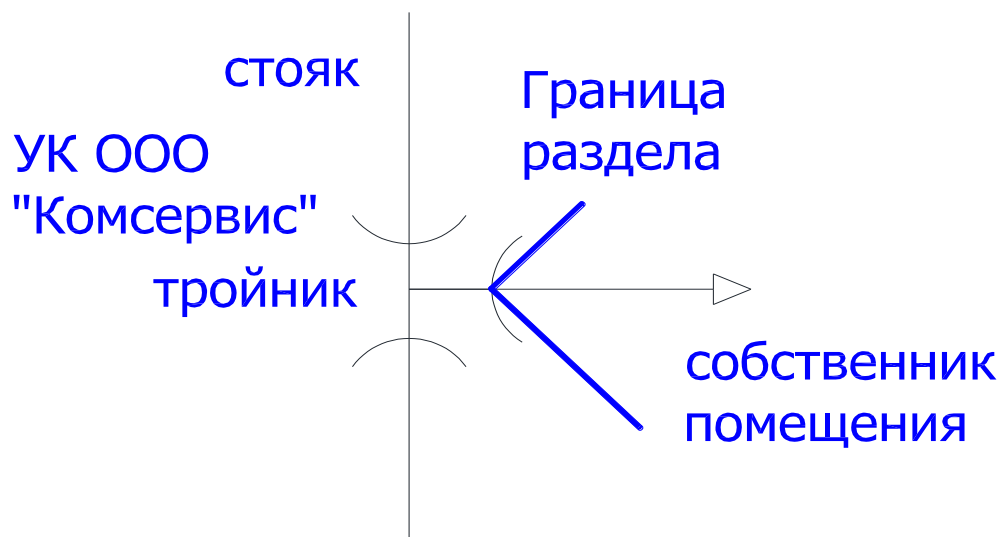 стояк
Граница
раздела
УК ООО
"Комсервис"
тройник
собственник
помещения